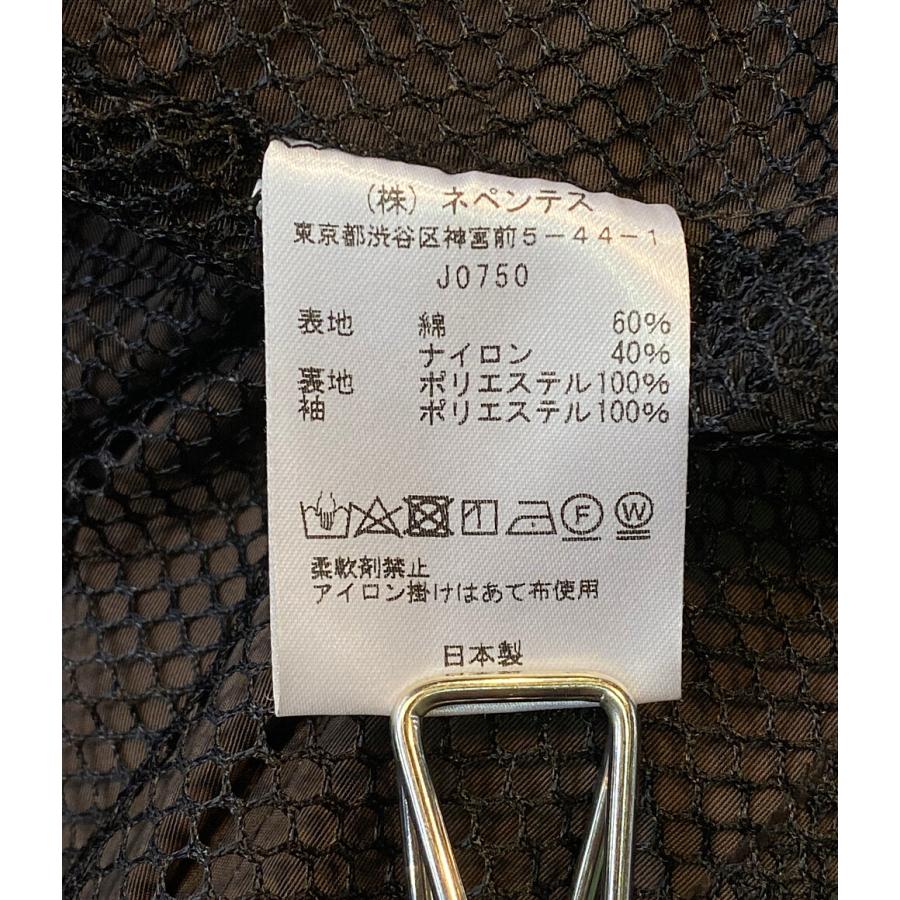 (株) ネペンテス
東京都渋谷区神宮前5-44-1
J0750
表地 綿 60%
ナイロン 40%
裏地 ポリエステル100%
袖 ポリエステル100%
F W
柔軟剤禁止
アイロン掛けはあて布使用
日本製